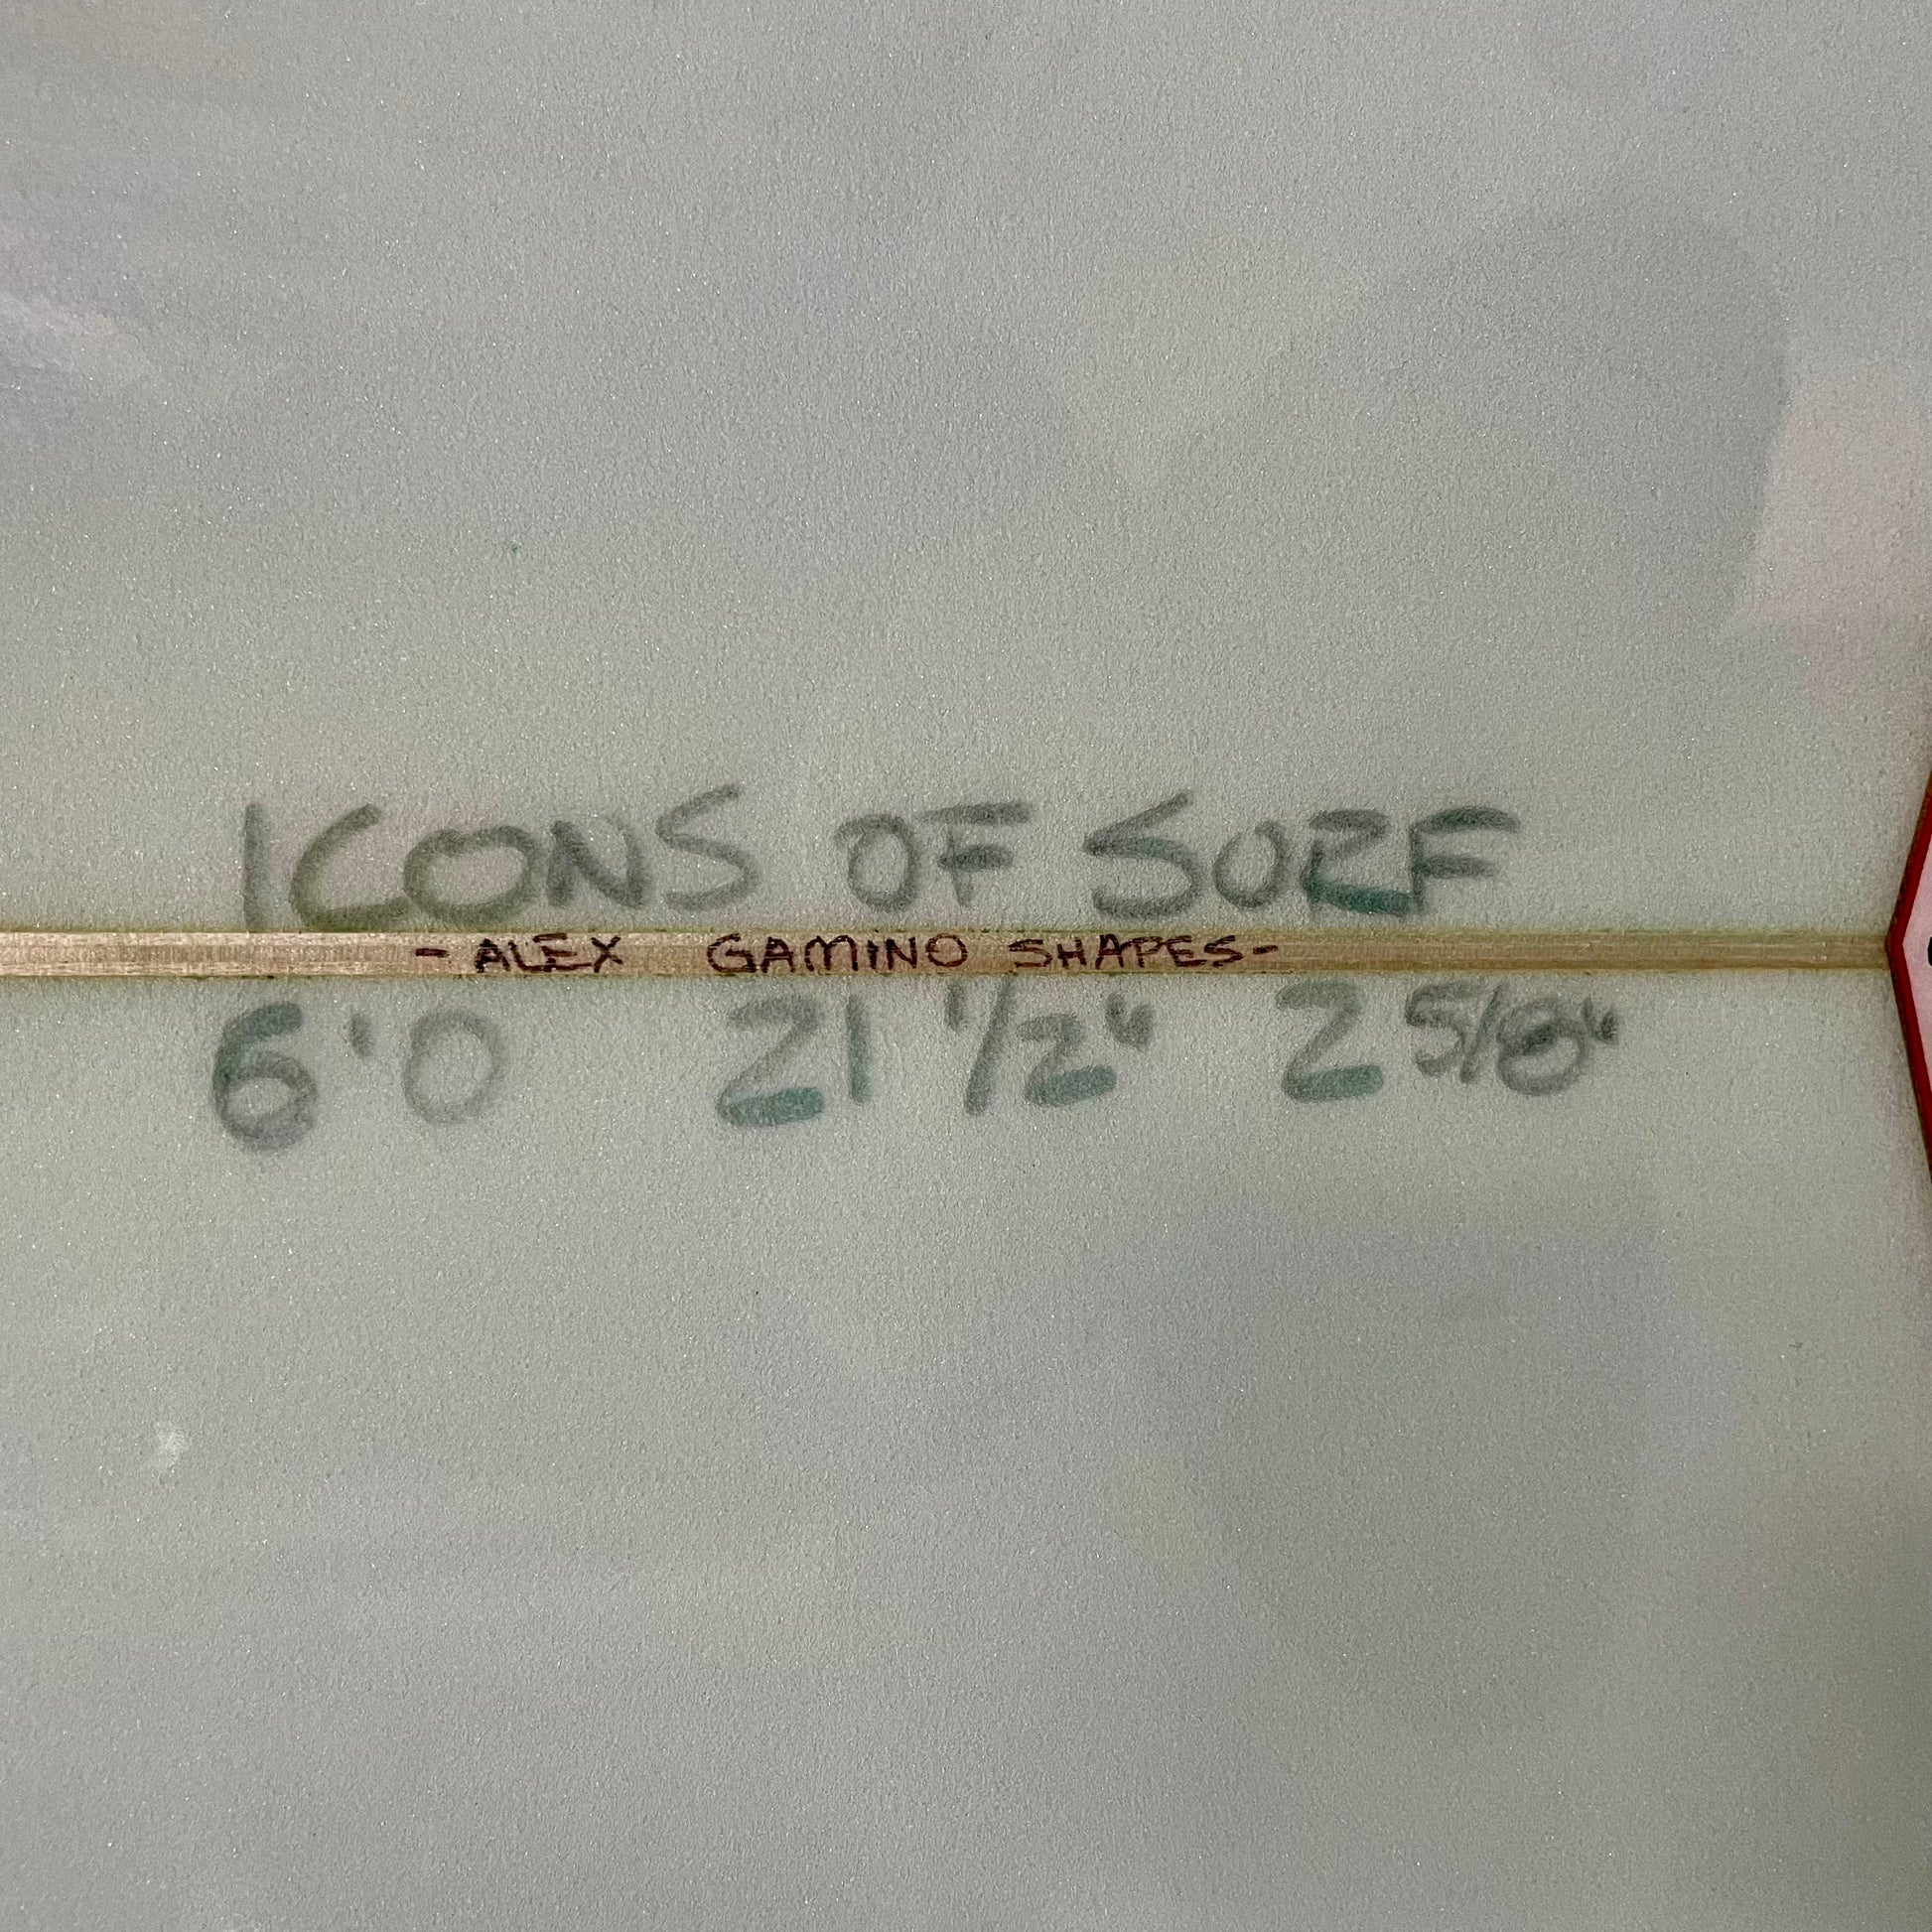 ICONS OF SURF
- ALEX GAMINO SHAPES -
6'0 21 1/2" 2 5/8"